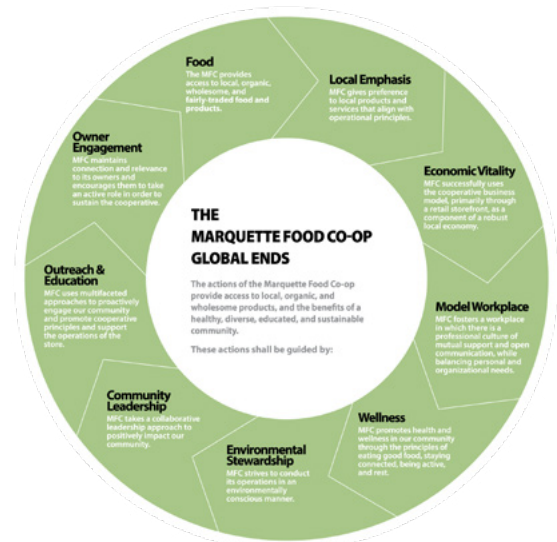 Food
The MFC provides
access to local, organic,
wholesome, and
fairly-traded food and
products.
Local Emphasis
MFC gives preference
to local products and
services that align with
operational principles.
Economic Vitality
MFC successfully uses
the cooperative business
model, primarily through
a retail storefront, as a
component of a robust
local economy.
Model Workplace
MFC fosters a workplace
in which there is a
professional culture of
mutual support and open
communication, while
balancing personal and
organizational needs.
Wellness
MFC promotes health and
wellness in our community
through the principles of
eating good food, staying
connected, being active,
and rest.
Environmental
Stewardship
MFC strives to conduct
its operations in an
environmentally
conscious manner.
Community
Leadership
MFC takes a collaborative
leadership approach to
positively impact our
community.
Outreach &
Education
MFC uses multifaceted
approaches to proactively
engage our community
and promote cooperative
principles and support
the operations of the
store.
Owner
Engagement
MFC maintains
connection and relevance
to its owners and
encourages them to take
an active role in order to
sustain the cooperative.
THE
MARQUETTE FOOD CO-OP
GLOBAL ENDS
The actions of the Marquette Food Co-op
provide access to local, organic, and
wholesome products, and the benefits of a
healthy, diverse, educated, and sustainable
community.
These actions shall be guided by: